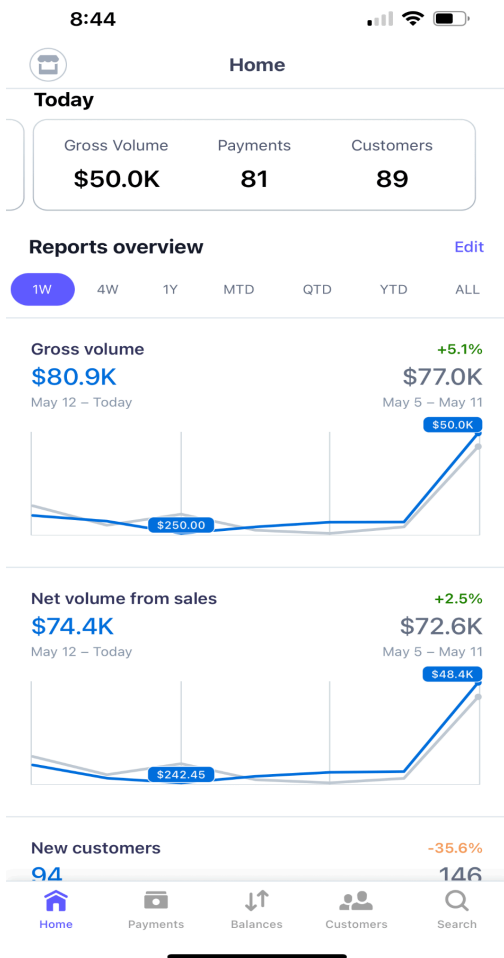 8:44
Home
Today
Gross Volume Payments Customers
$50.0K 81 89
Reports overview Edit
1W 4W 1Y MTD QTD YTD ALL
Gross volume +5.1%
$80.9K $77.0K
May 12 – Today May 5 – May 11
$50.0K
$250.00
Net volume from sales +2.5%
$74.4K $72.6K
May 12 – Today May 5 – May 11
$48.4K
$242.45
New customers -35.6%
94 146
Home Payments Balances Customers Search